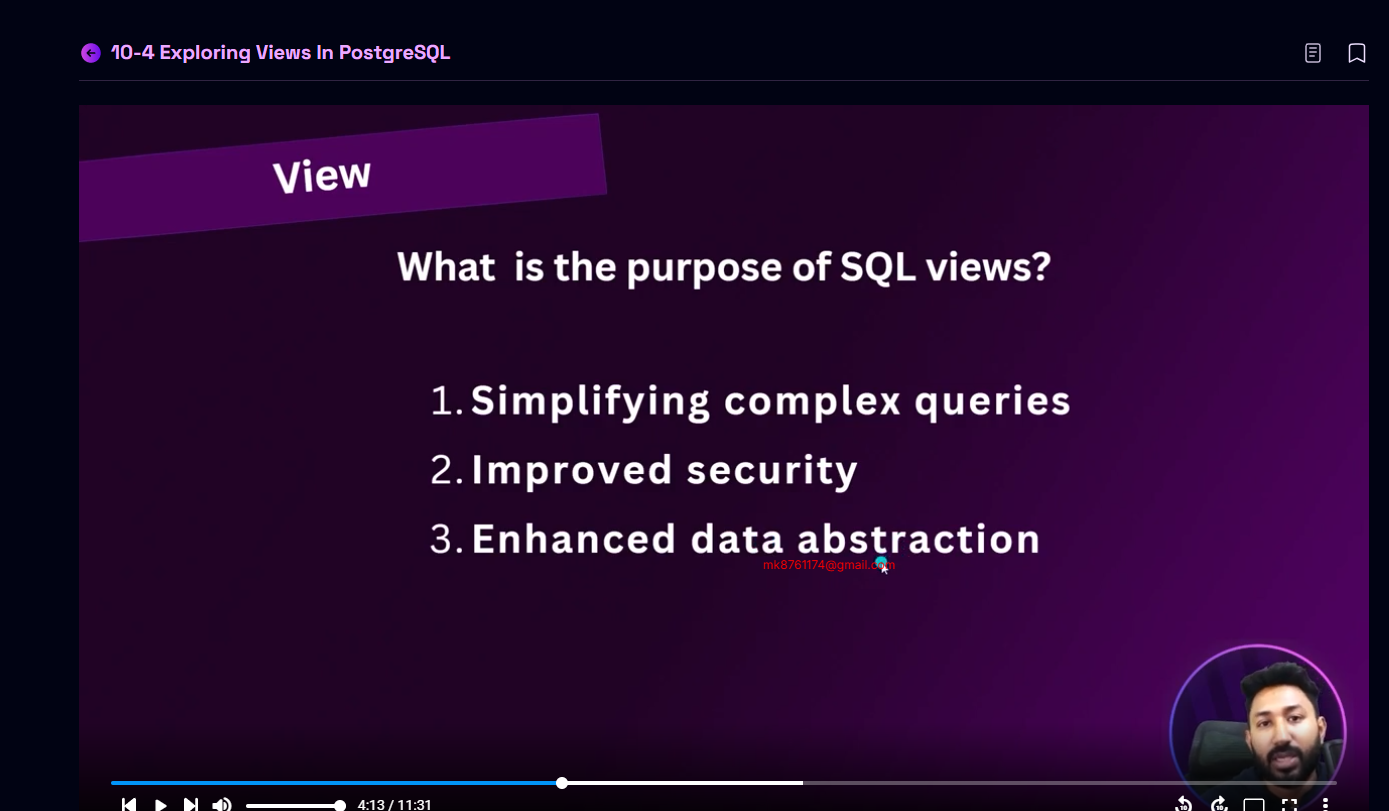 10-4 Exploring Views In PostgreSQL
View
What is the purpose of SQL views?
1. Simplifying complex queries
2. Improved security
3. Enhanced data abstraction
mk8761174@gmail.com
4:13 / 11:31